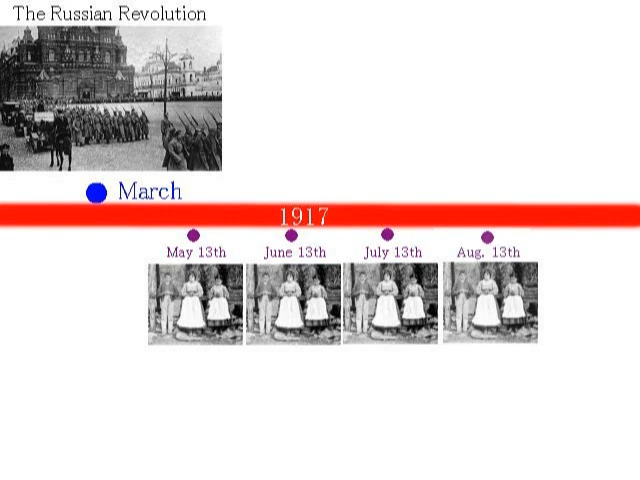 The Russian Revolution
March
1917
May 13th
June 13th
July 13th
Aug. 13th